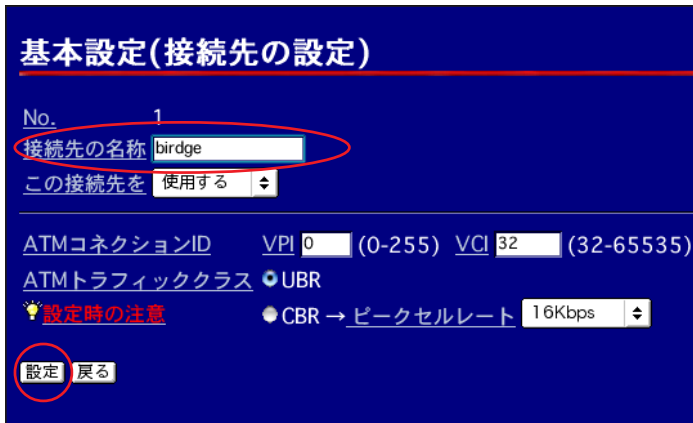 基本設定(接続先の設定)
No. 1
接続先の名称 birdge
この接続先を 使用する
ATMコネクションID VPI 0 (0-255) VCI 32 (32-65535)
ATMトラフィッククラス UBR
設定時の注意 CBR → ピークセルレート 16Kbps
設定 戻る